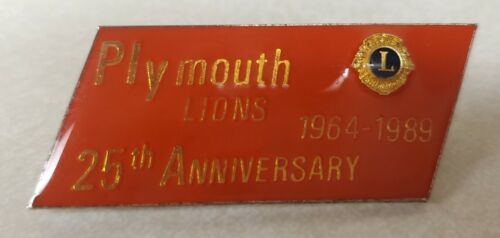 Plymouth
L
LIONS
1964-1989
25th ANNIVERSARY